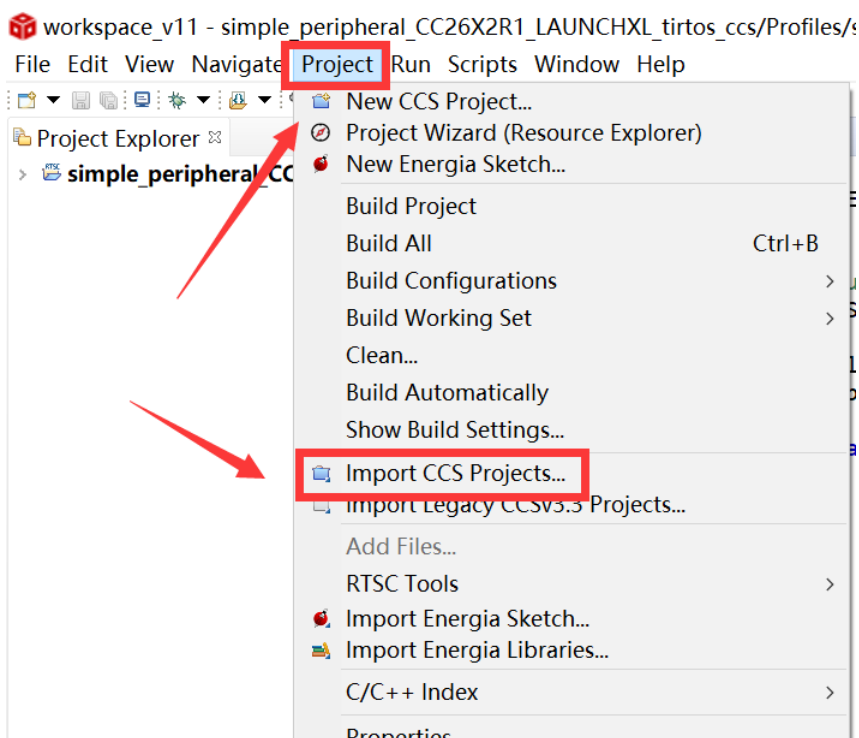 workspace_v11 - simple_peripheral_CC26X2R1_LAUNCHXL_tirtos_ccs/Profiles/s
File Edit View Navigate Project Run Scripts Window Help
New CCS Project...
Project Wizard (Resource Explorer)
Project Explorer
New Energia Sketch...
simple_peripheral_CC
Build Project
Build All Ctrl+B
Build Configurations
Build Working Set
Clean...
Build Automatically
Show Build Settings...
Import CCS Projects...
Import Legacy CCSv3.3 Projects...
Add Files...
RTSC Tools
Import Energia Sketch...
Import Energia Libraries...
C/C++ Index
Properties